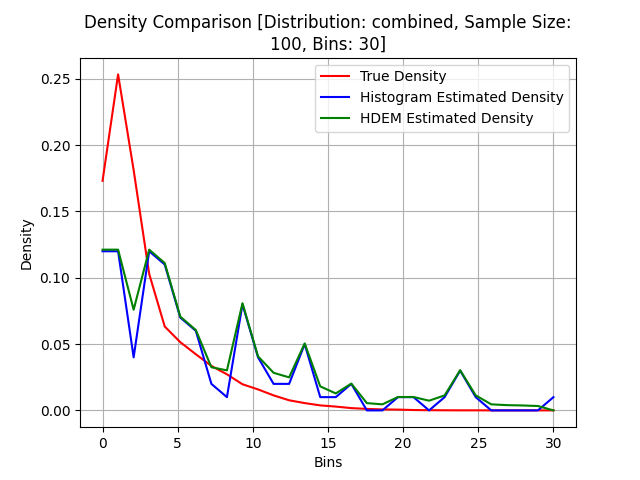 Density Comparison [Distribution: combined, Sample Size:
100, Bins: 30]
True Density
Histogram Estimated Density
HDEM Estimated Density
Density
0.25
0.20
0.15
0.10
0.05
0.00
0 5 10 15 20 25 30
Bins